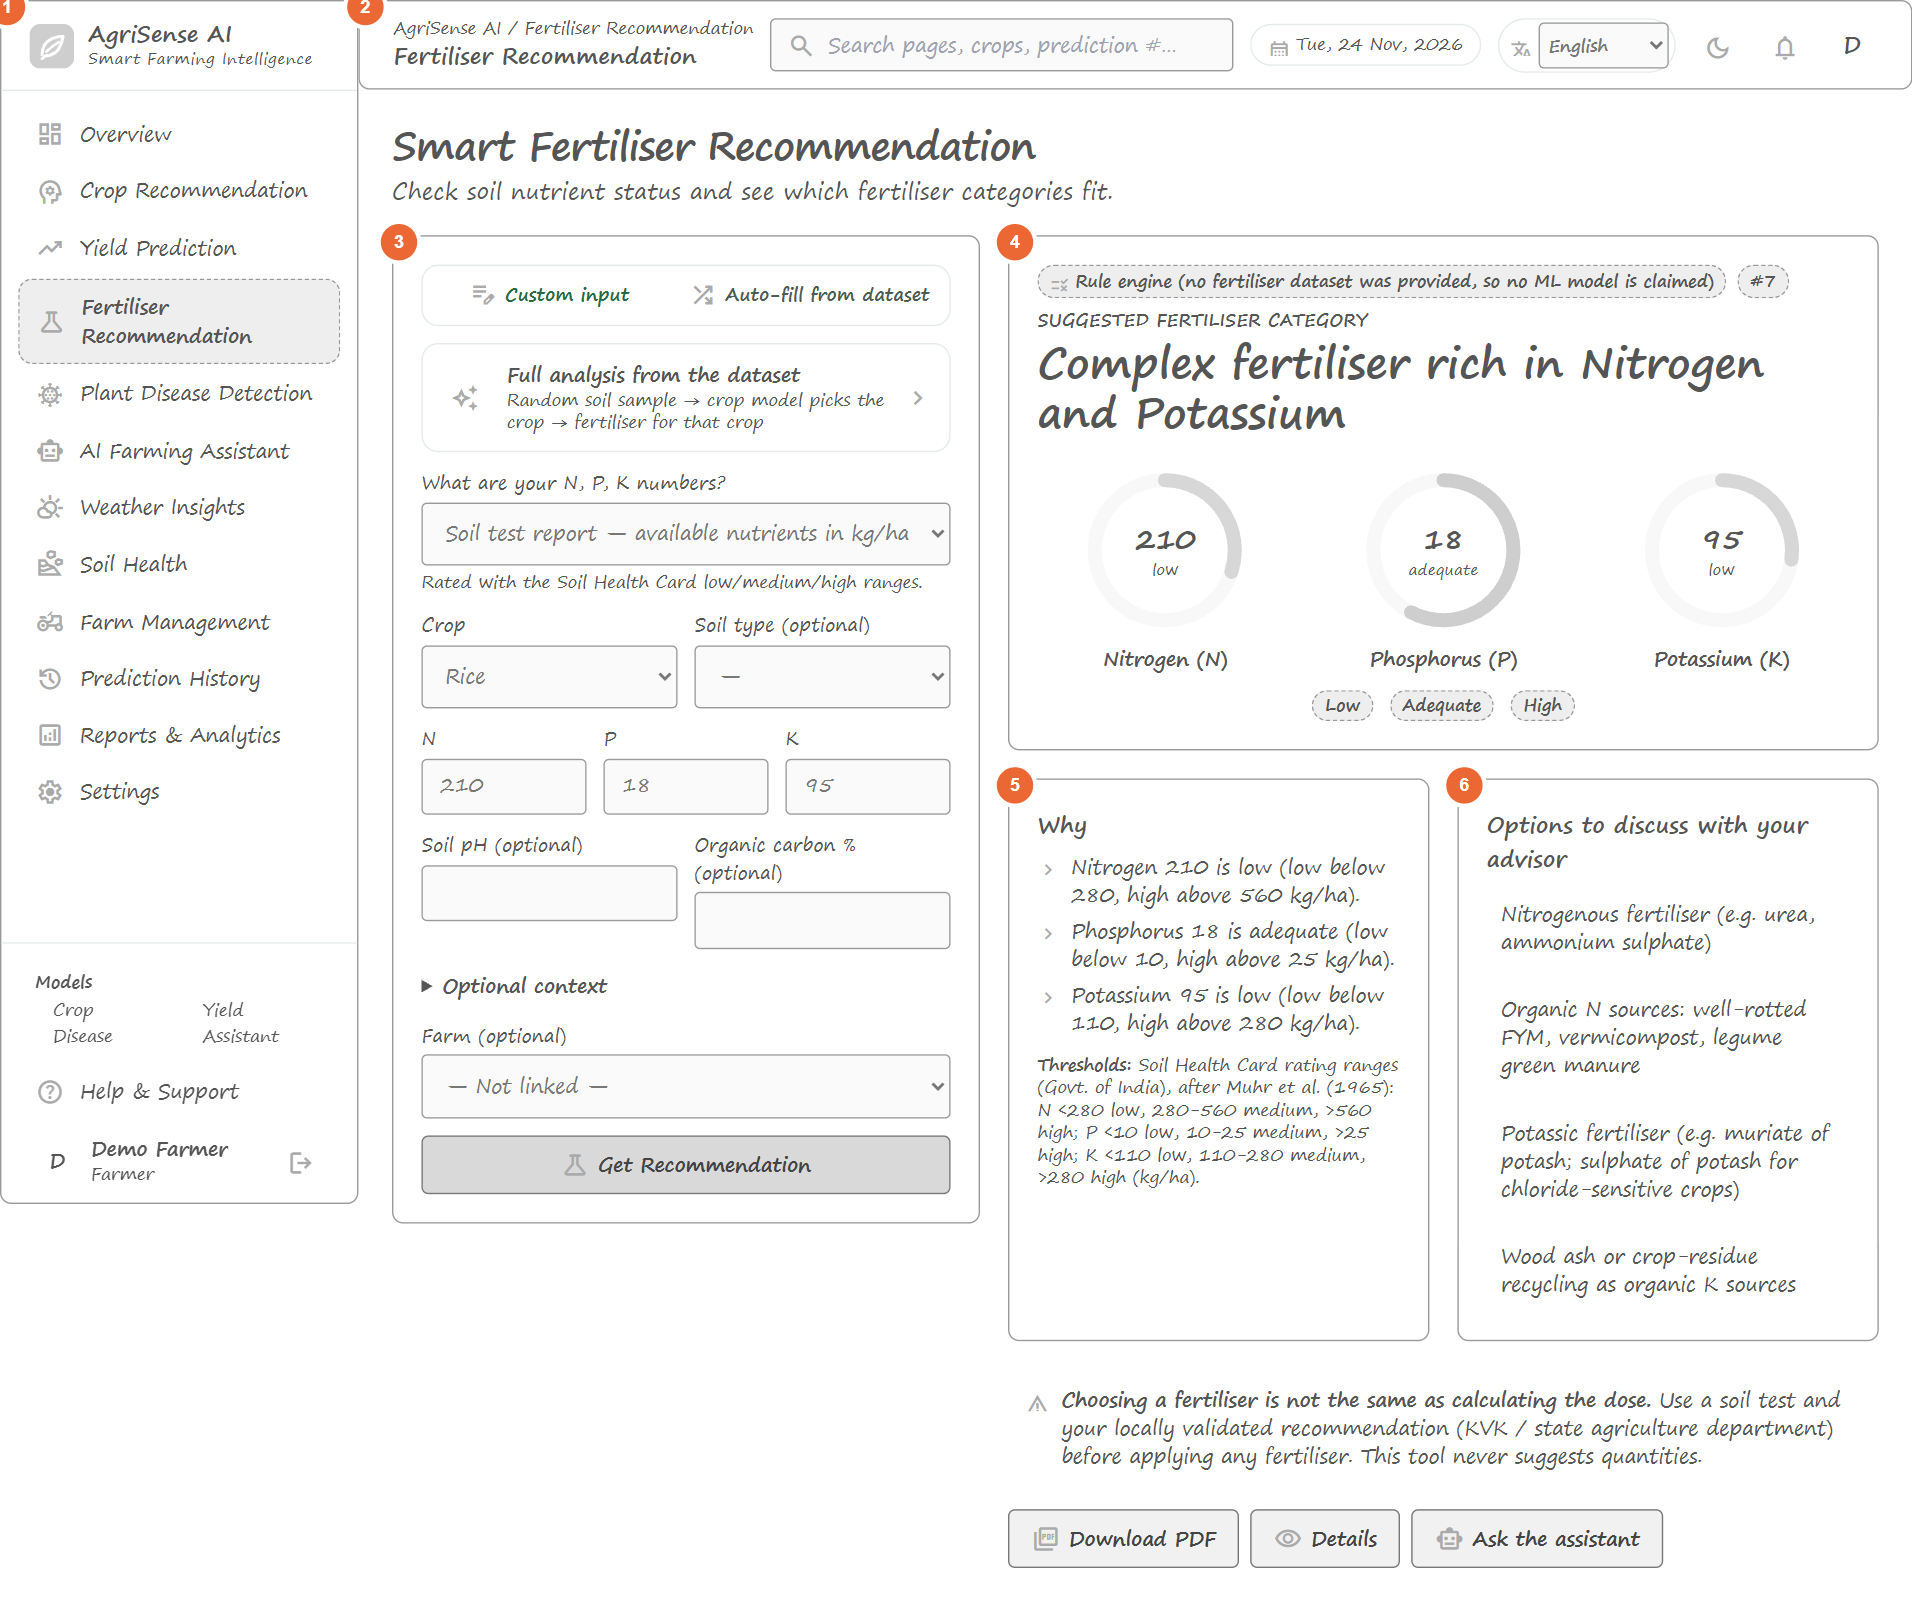 1
AgriSense AI
Smart Farming Intelligence
Overview
Crop Recommendation
Yield Prediction
Fertiliser
Recommendation
Plant Disease Detection
AI Farming Assistant
Weather Insights
Soil Health
Farm Management
Prediction History
Reports & Analytics
Settings
Models
Crop Yield
Disease Assistant
Help & Support
D
Demo Farmer
Farmer
2
AgriSense AI / Fertiliser Recommendation
Fertiliser Recommendation
Search pages, crops, prediction #...
Tue, 24 Nov, 2026
English
D
Smart Fertiliser Recommendation
Check soil nutrient status and see which fertiliser categories fit.
3
Custom input
Auto-fill from dataset
Full analysis from the dataset
Random soil sample → crop model picks the
crop → fertiliser for that crop
What are your N, P, K numbers?
Soil test report — available nutrients in kg/ha
Rated with the Soil Health Card low/medium/high ranges.
Crop Soil type (optional)
Rice —
N P K
210 18 95
Soil pH (optional)
Organic carbon %
(optional)
Optional context
Farm (optional)
— Not linked —
Get Recommendation
4
Rule engine (no fertiliser dataset was provided, so no ML model is claimed) #7
SUGGESTED FERTILISER CATEGORY
Complex fertiliser rich in Nitrogen
and Potassium
210 18 95
low adequate low
Nitrogen (N) Phosphorus (P) Potassium (K)
Low Adequate High
5
Why
Nitrogen 210 is low (low below
280, high above 560 kg/ha).
Phosphorus 18 is adequate (low
below 10, high above 25 kg/ha).
Potassium 95 is low (low below
110, high above 280 kg/ha).
Thresholds: Soil Health Card rating ranges
(Govt. of India), after Muhr et al. (1965):
N <280 low, 280-560 medium, >560
high; P <10 low, 10-25 medium, >25
high; K <110 low, 110-280 medium,
>280 high (kg/ha).
6
Options to discuss with your
advisor
Nitrogenous fertiliser (e.g. urea,
ammonium sulphate)
Organic N sources: well-rotted
FYM, vermicompost, legume
green manure
Potassic fertiliser (e.g. muriate of
potash; sulphate of potash for
chloride-sensitive crops)
Wood ash or crop-residue
recycling as organic K sources
Choosing a fertiliser is not the same as calculating the dose. Use a soil test and
your locally validated recommendation (KVK / state agriculture department)
before applying any fertiliser. This tool never suggests quantities.
Download PDF
Details
Ask the assistant